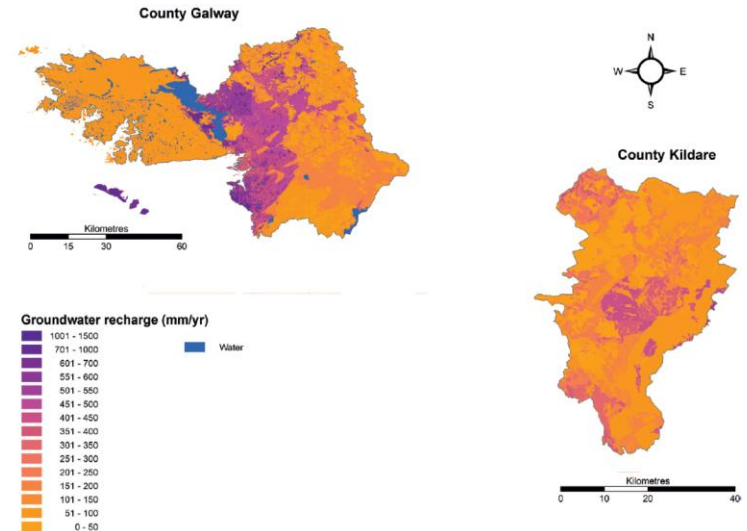 County Galway
N
W E
S
County Kildare
Kilometres
0 15 30 60
Groundwater recharge (mm/yr)
1001 - 1500
701 - 1000
601 - 700
551 - 600
501 - 550
451 - 500
401 - 450
351 - 400
301 - 350
251 - 300
201 - 250
151 - 200
101 - 150
51 - 100
0 - 50
Water
Kilometres
0 10 20 40